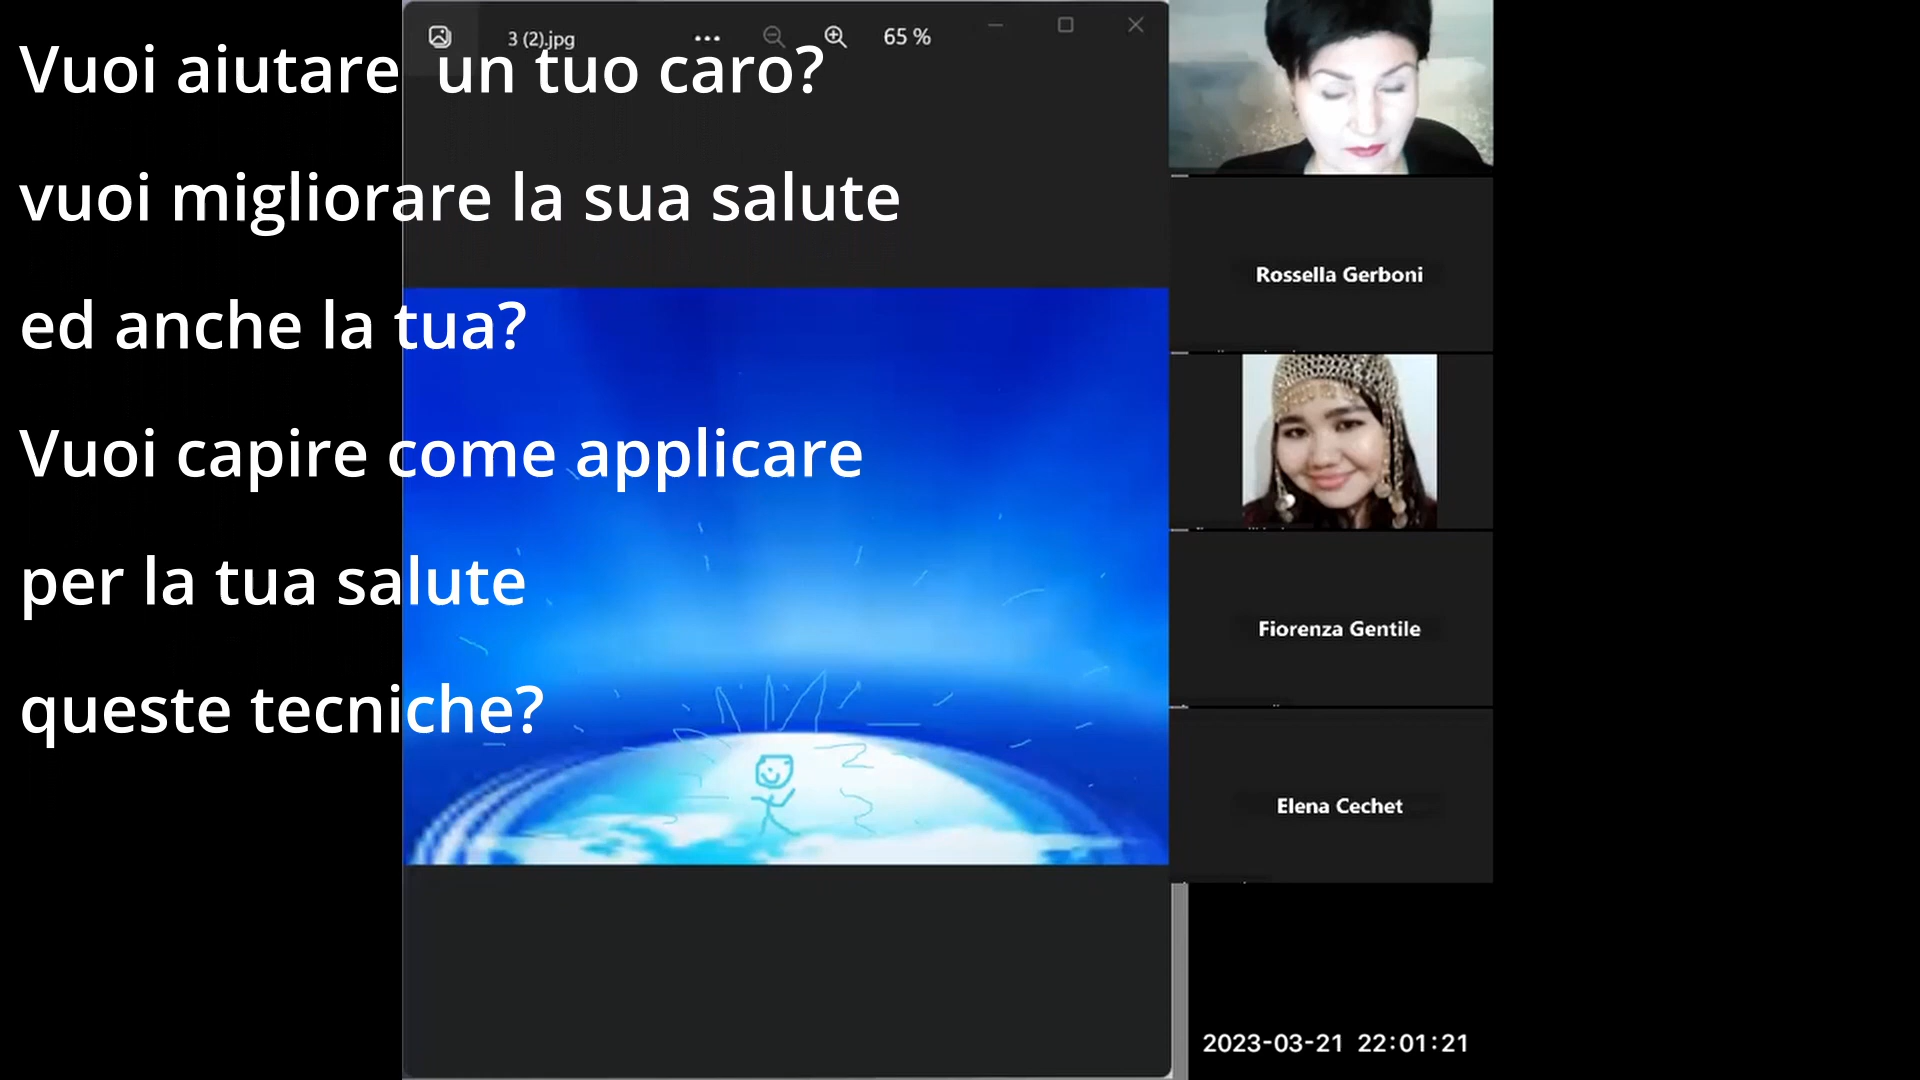 3 (2).jpg
65 %
Vuoi aiutare un tuo caro?
vuoi migliorare la sua salute
ed anche la tua?
Vuoi capire come applicare
per la tua salute
queste tecniche?
Rossella Gerboni
Fiorenza Gentile
Elena Cechet
2023-03-21 22:01:21